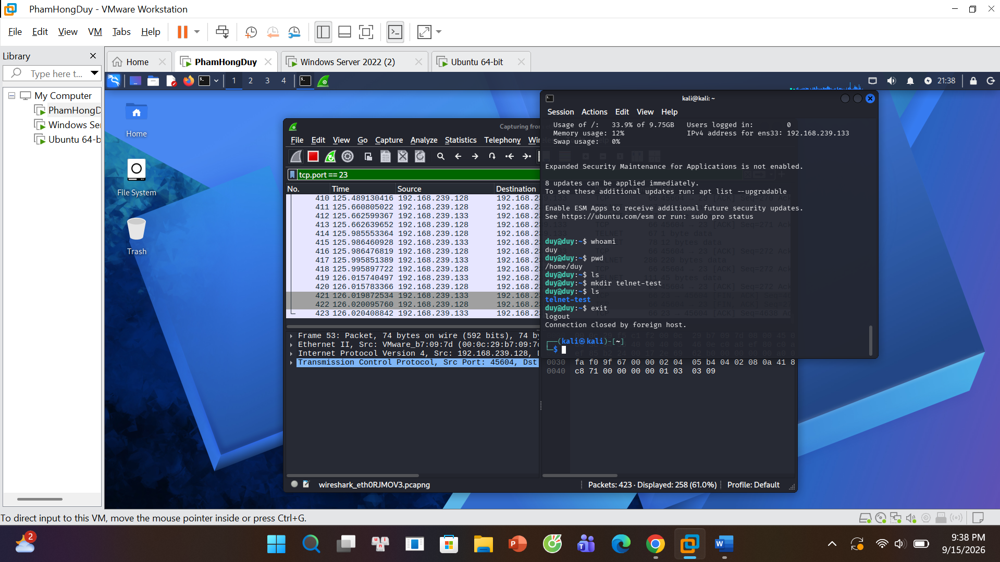 PhamHongDuy - VMware Workstation
File Edit View VM Tabs Help
Library
Type here t...
My Computer
PhamHongD
Windows Se
Ubuntu 64-b
Home
PhamHongDuy
Windows Server 2022 (2)
Ubuntu 64-bit
1 2 3 4
21:38
Home
File System
Trash
Capturing fro
File Edit View Go Capture Analyze Statistics Telephony
tcp.port == 23
No. Time Source Destination
410 125.489130416 192.168.239.128 192.168.23
411 125.660805022 192.168.239.128 192.168.23
412 125.662599367 192.168.239.133 192.168.23
413 125.662639652 192.168.239.128 192.168.23
414 125.985553364 192.168.239.128 192.168.23
415 125.986460928 192.168.239.133 192.168.23
416 125.986476819 192.168.239.128 192.168.23
417 125.995851389 192.168.239.133 192.168.23
418 125.995897722 192.168.239.128 192.168.23
419 126.015740497 192.168.239.133 192.168.23
420 126.015783366 192.168.239.128 192.168.23
421 126.019872534 192.168.239.133 192.168.23
422 126.020095760 192.168.239.128 192.168.23
423 126.020408842 192.168.239.133 192.168.23
Frame 53: Packet, 74 bytes on wire (592 bits), 74 by
Ethernet II, Src: VMware_b7:09:7d (00:0c:29:b7:09:7d
Internet Protocol Version 4, Src: 192.168.239.128, D
Transmission Control Protocol, Src Port: 45604, Dst
0030 fa f0 9f 67 00 00 02 04 05 b4 04 02 08 0a 41 8
0040 c8 71 00 00 00 00 01 03 03 09
wireshark_eth0RJMOV3.pcapng
Packets: 423 · Displayed: 258 (61.0%)
Profile: Default
kali@kali: ~
Session Actions Edit View Help
Usage of /: 33.9% of 9.75GB Users logged in: 0
Memory usage: 12% IPv4 address for ens33: 192.168.239.133
Swap usage: 0%
Expanded Security Maintenance for Applications is not enabled.
8 updates can be applied immediately.
To see these additional updates run: apt list --upgradable
Enable ESM Apps to receive additional future security updates.
See https://ubuntu.com/esm or run: sudo pro status
duy@duy:~$ whoami
duy
duy@duy:~$ pwd
/home/duy
duy@duy:~$ ls
duy@duy:~$ mkdir telnet-test
duy@duy:~$ ls
telnet-test
duy@duy:~$ exit
logout
Connection closed by foreign host.
┌──(kali㉿kali)-[~]
└─$
To direct input to this VM, move the mouse pointer inside or press Ctrl+G.
2
9:38 PM
9/15/2026